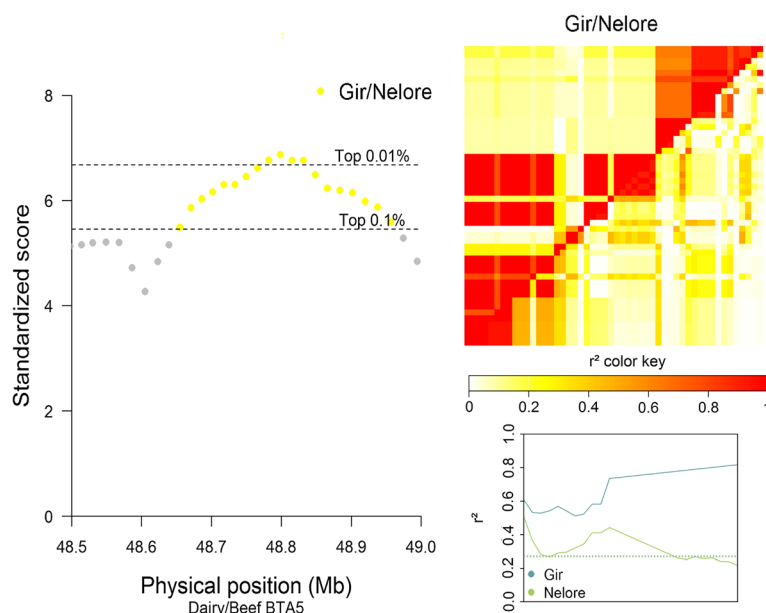 Gir/Nelore
Top 0.01%
Top 0.1%
Standardized score
8
6
4
2
0
48.5 48.6 48.7 48.8 48.9 49.0
Physical position (Mb)
Dairy/Beef BTA5
Gir/Nelore
r² color key
0 0.2 0.4 0.6 0.8 1
r²
1.0
0.8
0.6
0.4
0.2
0.0
Gir
Nelore